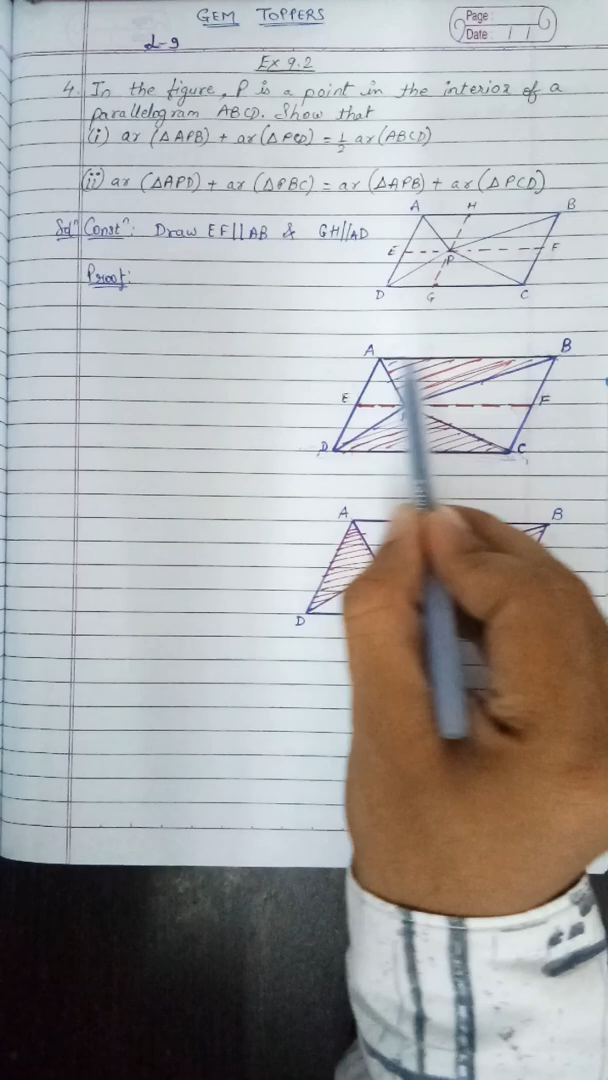 GEM TOPPERS
Page :
Date : / /
L-9
Ex 9.2
4. In the figure, P is a point in the interior of a
parallelogram ABCD. Show that
(i) ar (ΔAPB) + ar (ΔPCD) = 1/2 ar (ABCD)
(ii) ar (ΔAPD) + ar (ΔPBC) = ar (ΔAPB) + ar (ΔPCD)
Solⁿ Constⁿ: Draw EF||AB & GH//AD
A H B
E P F
D G C
Proof:
A B
E F
D C
A B
D